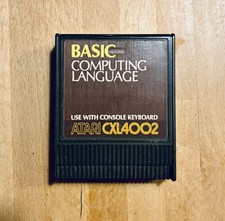 BASIC
COMPUTING
LANGUAGE
USE WITH CONSOLE KEYBOARD
ATARI CXL4002